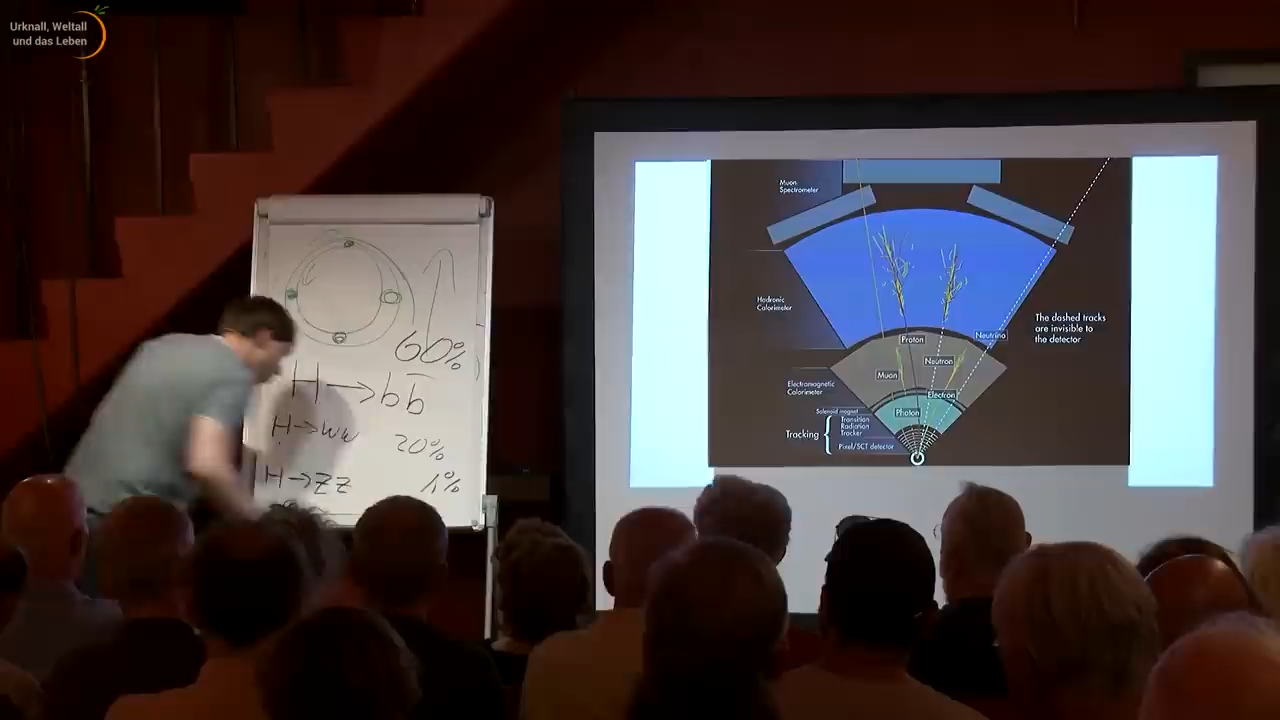 Urknall, Weltall
und das Leben
60%
H→bb̄
H→WW 20%
H→ZZ 1%
Muon
Spectrometer
Hadronic
Calorimeter
The dashed tracks
are invisible to
the detector
Proton
Neutrino
Neutron
Muon
Electromagnetic
Calorimeter
Electron
Photon
Solenoid magnet
Tracking {
Transition
Radiation
Tracker
Pixel/SCT detector